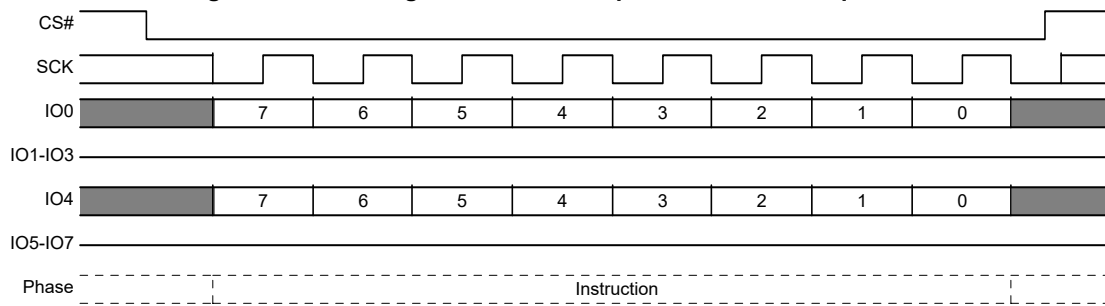 CS#
SCK
IO0 7 6 5 4 3 2 1 0
IO1-IO3
IO4 7 6 5 4 3 2 1 0
IO5-IO7
Phase Instruction